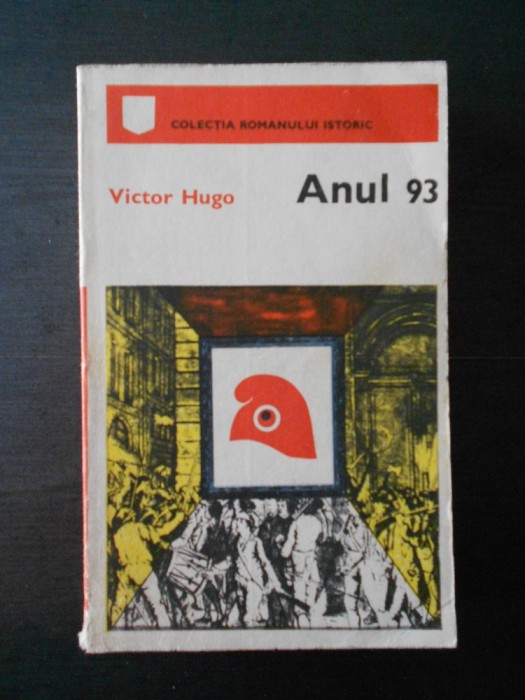 COLECȚIA ROMANULUI ISTORIC
Victor Hugo
Anul 93